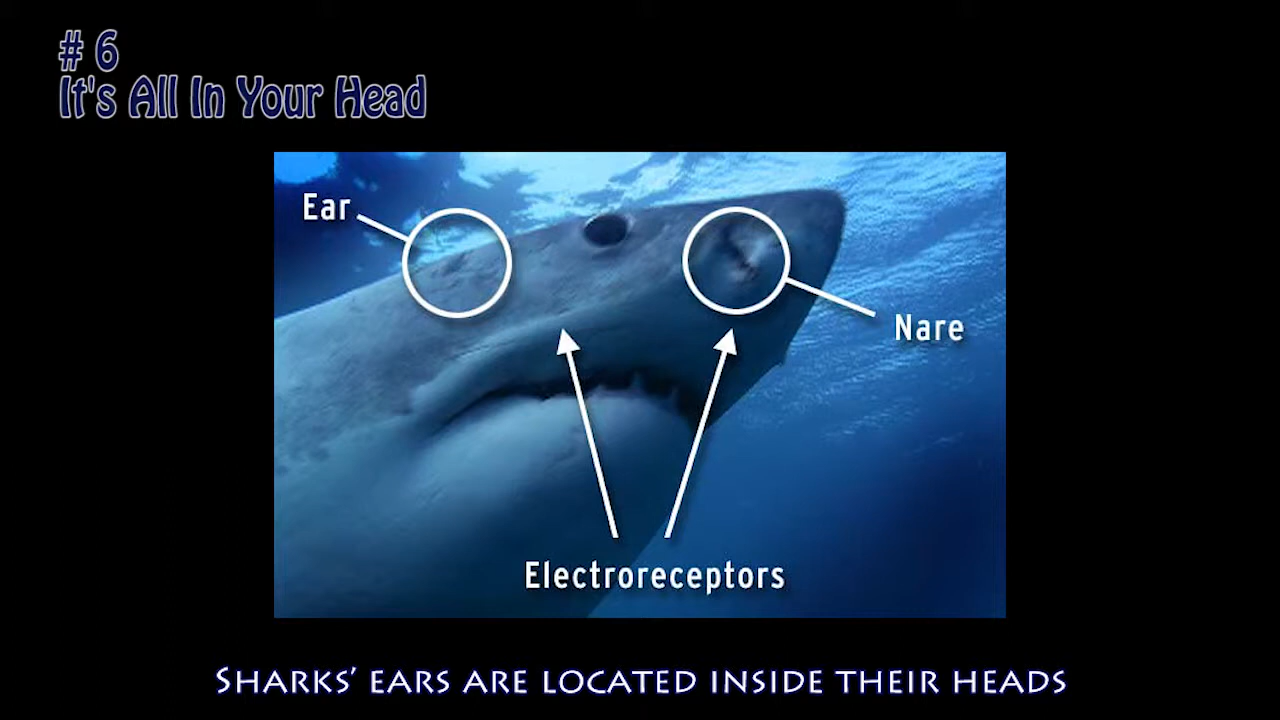 # 6
It's All In Your Head
Ear
Nare
Electroreceptors
Sharks’ ears are located inside their heads